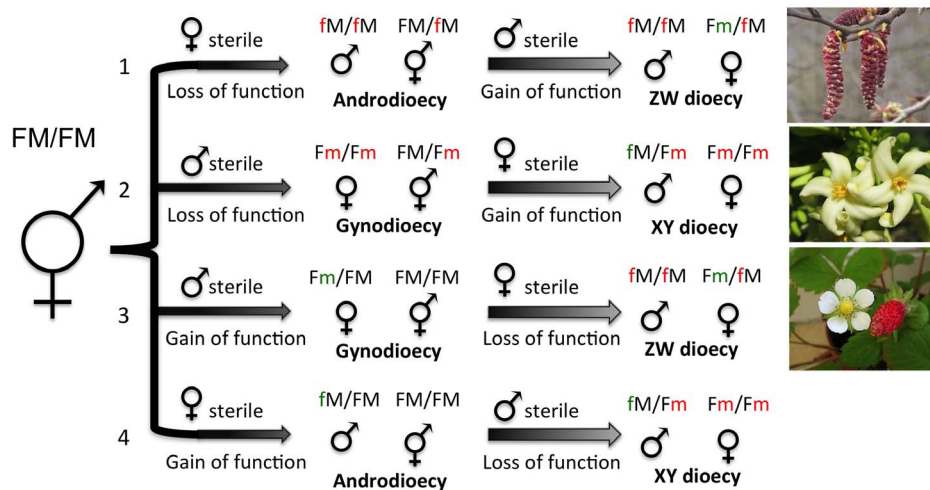 fM/fM FM/fM fM/fM Fm/fM
♀ sterile ♂ sterile
1
♂ ⚥ ♂ ♀
Loss of function Androdioecy Gain of function ZW dioecy
FM/FM
Fm/Fm FM/Fm fM/Fm Fm/Fm
♂ sterile ♀ sterile
2
♀ ⚥ ♂ ♀
Loss of function Gynodioecy Gain of function XY dioecy
Fm/FM FM/FM fM/fM Fm/fM
♂ sterile ♀ sterile
3
♀ ⚥ ♂ ♀
Gain of function Gynodioecy Loss of function ZW dioecy
fM/FM FM/FM fM/Fm Fm/Fm
♀ sterile ♂ sterile
4
♂ ⚥ ♂ ♀
Gain of function Androdioecy Loss of function XY dioecy